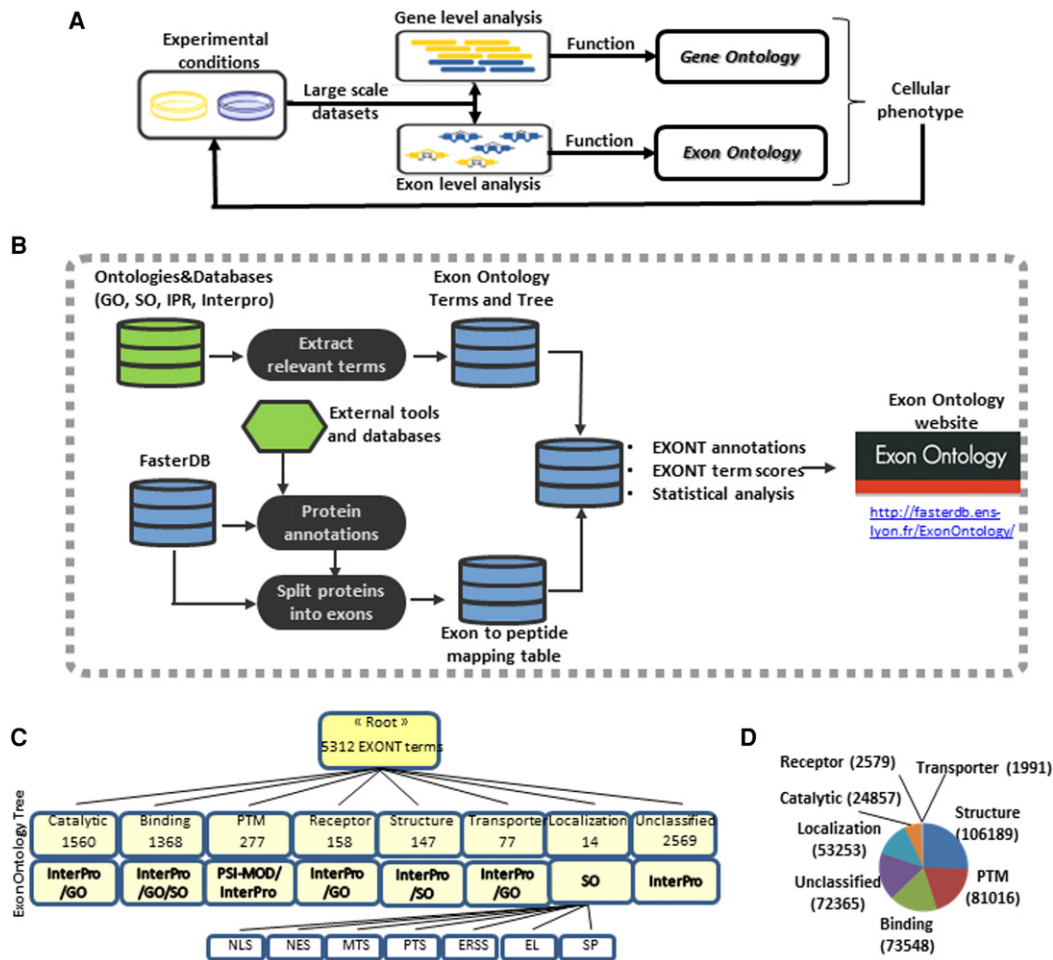 A
Experimental
conditions
Large scale
datasets
Gene level analysis
Exon level analysis
Function
Gene Ontology
Function
Exon Ontology
Cellular
phenotype
B
Ontologies&Databases
(GO, SO, IPR, Interpro)
Extract
relevant terms
Exon Ontology
Terms and Tree
External tools
and databases
FasterDB
Protein
annotations
Split proteins
into exons
Exon to peptide
mapping table
• EXONT annotations
• EXONT term scores
• Statistical analysis
Exon Ontology
website
Exon Ontology
http://fasterdb.ens-
lyon.fr/ExonOntology/
C
ExonOntology Tree
« Root »
5312 EXONT terms
Catalytic
1560
Binding
1368
PTM
277
Receptor
158
Structure
147
Transporter
77
Localization
14
Unclassified
2569
InterPro
/GO
InterPro
/GO/SO
PSI-MOD/
InterPro
InterPro
/GO
InterPro
/SO
InterPro
/GO
SO
InterPro
NLS
NES
MTS
PTS
ERSS
EL
SP
D
Receptor (2579)
Transporter (1991)
Catalytic (24857)
Structure
(106189)
Localization
(53253)
PTM
(81016)
Unclassified
(72365)
Binding
(73548)